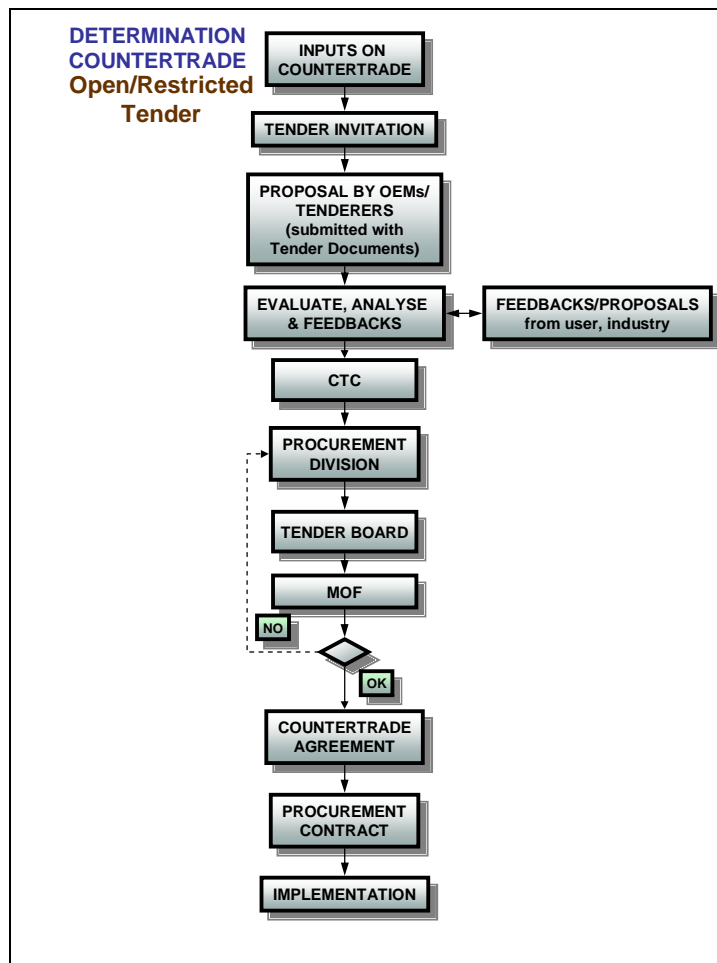 DETERMINATION
COUNTERTRADE
Open/Restricted
Tender
INPUTS ON
COUNTERTRADE
TENDER INVITATION
PROPOSAL BY OEMs/
TENDERERS
(submitted with
Tender Documents)
EVALUATE, ANALYSE
& FEEDBACKS
FEEDBACKS/PROPOSALS
from user, industry
CTC
PROCUREMENT
DIVISION
TENDER BOARD
MOF
NO
OK
COUNTERTRADE
AGREEMENT
PROCUREMENT
CONTRACT
IMPLEMENTATION